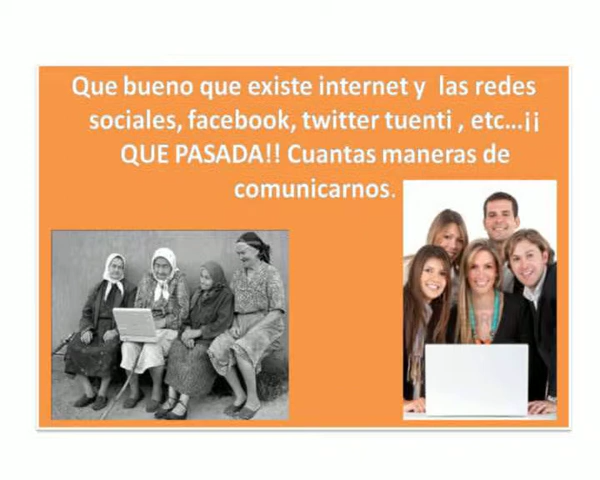 Que bueno que existe internet y  las redes
sociales, facebook, twitter tuenti , etc...¡¡
QUE PASADA!! Cuantas maneras de
comunicarnos.